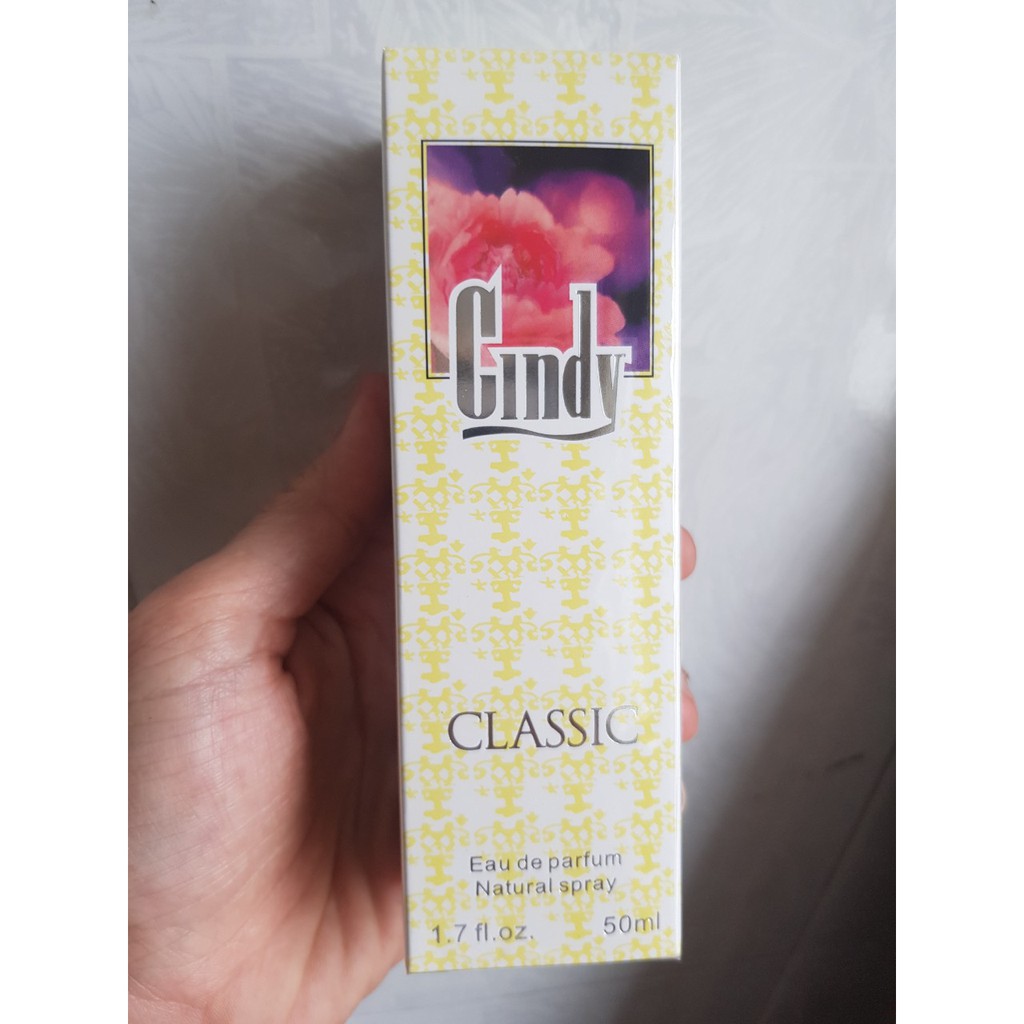 Cindy
CLASSIC
Eau de parfum
Natural spray
1.7 fl.oz. 50ml